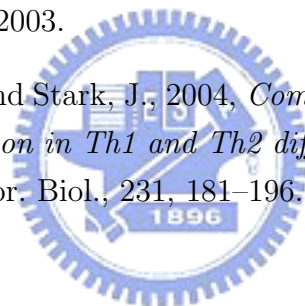 2003.
nd Stark, J., 2004, Com
on in Th1 and Th2 dif
or. Biol., 231, 181–196.
1896